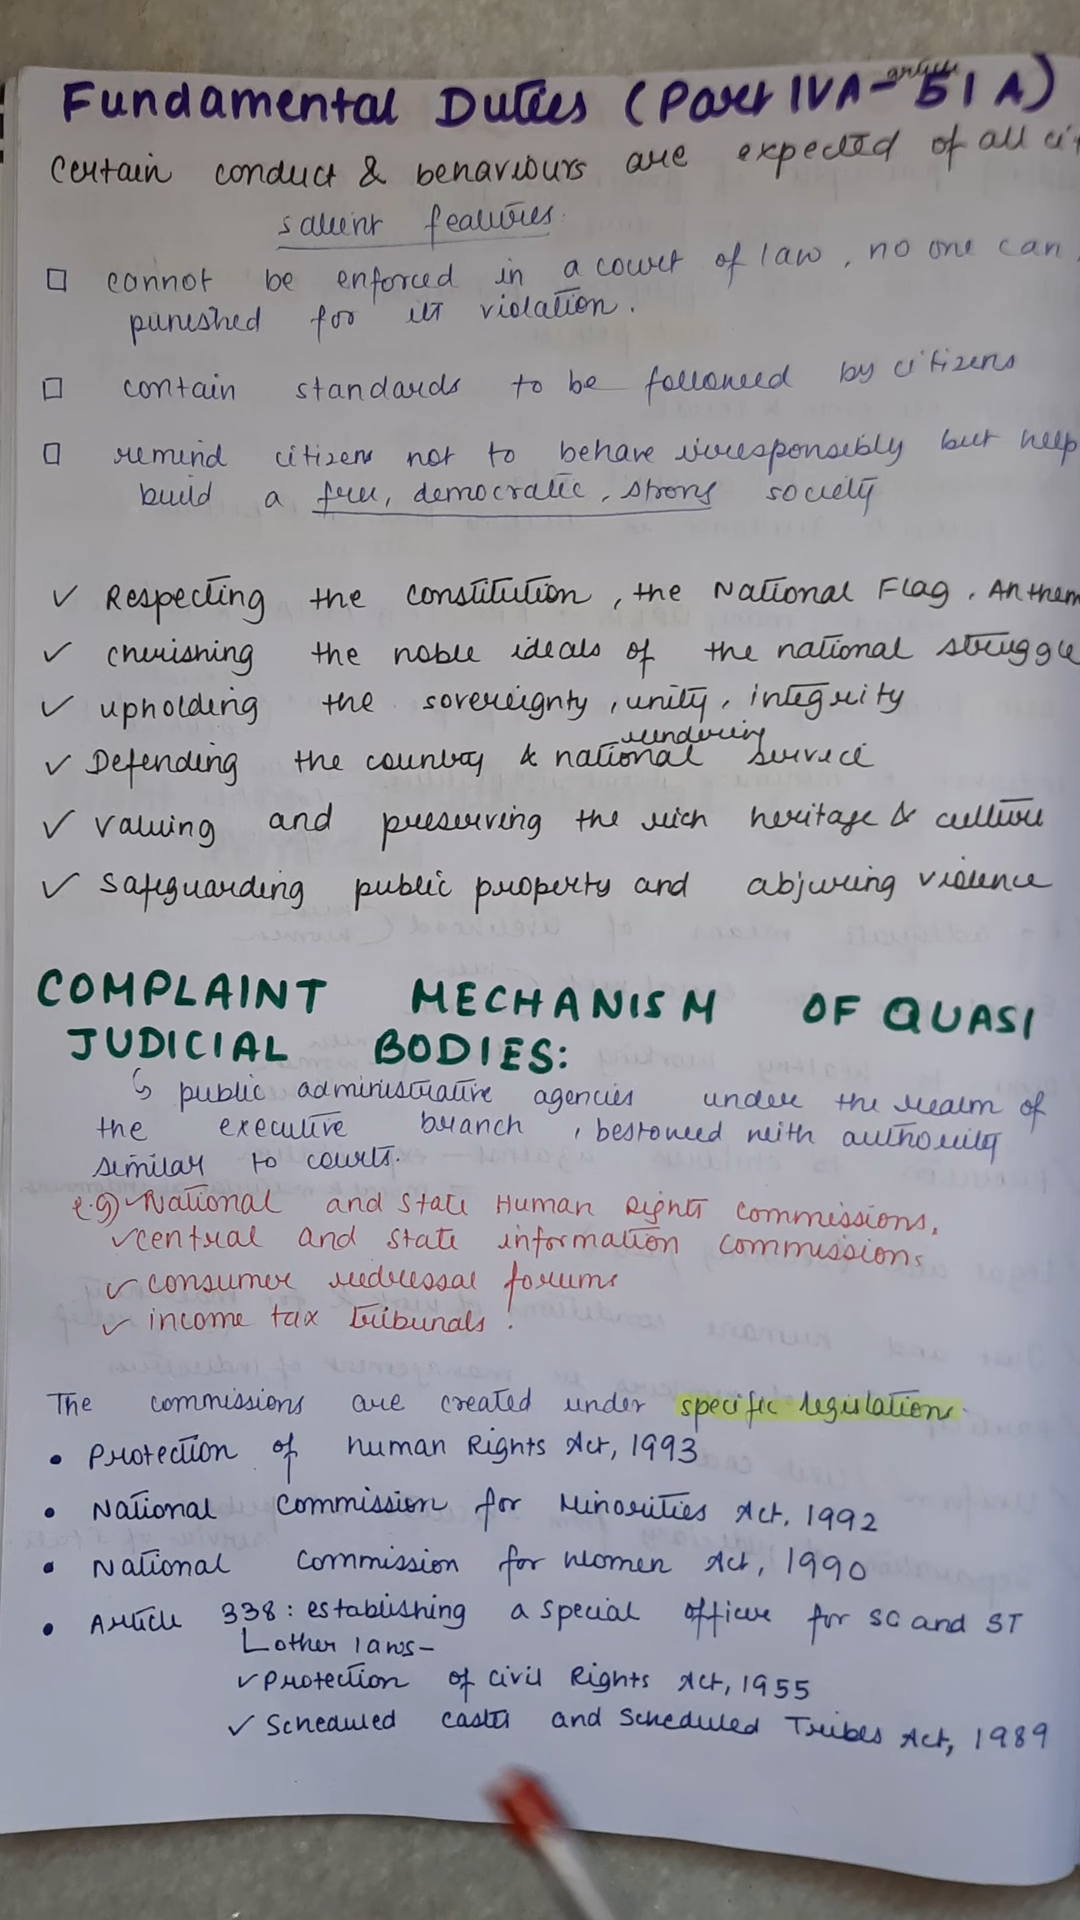 Fundamental Duties (Part IVA - article 51A)
Certain conduct & behaviours are expected of all
salient features.
cannot be enforced in a court of law, no one can
punished for its violation.
contain standards to be followed by citizens
remind citizens not to behave irresponsibly but help
build a free, democratic, strong society
✓ Respecting the constitution, the National Flag, Anthem
✓ cherishing the noble ideals of the national struggle
✓ upholding the sovereignty, unity, integrity
rendering
✓ Defending the country & national service
✓ valuing and preserving the rich heritage & culture
✓ safeguarding public property and abjuring violence
COMPLAINT MECHANISM OF QUASI
JUDICIAL BODIES:
↳ public administrative agencies under the realm of
the executive branch, bestowed with authority
similar to courts.
e.g) ✓ National and State Human Rights Commissions,
✓ central and state information commissions
✓ consumer redressal forums
✓ income tax tribunals!
The commissions are created under specific legislations.
• Protection of human Rights Act, 1993
• National Commission for Minorities Act, 1992
• National Commission for women Act, 1990
• Article 338: establishing a special officer for SC and ST
other laws-
✓ Protection of civil Rights Act, 1955
✓ Scheduled castes and Scheduled Tribes Act, 1989